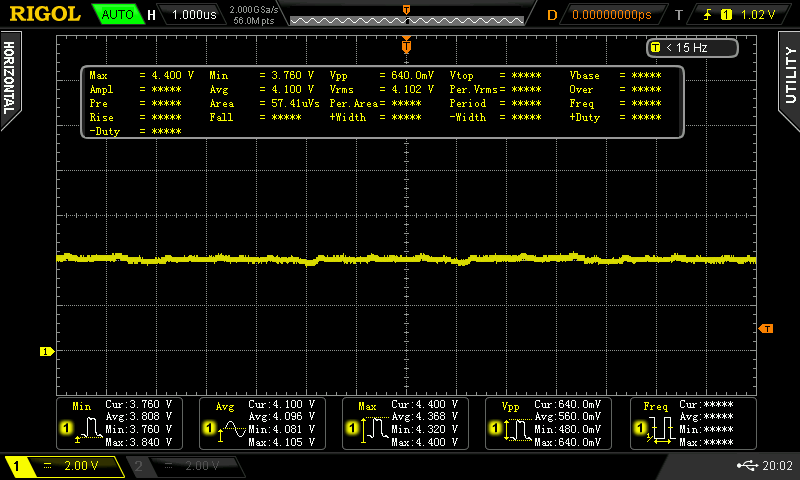 RIGOL AUTO H 1.000us 2.000GSa/s 56.0M pts D 0.00000000ps T 1 1.02 V
T < 15 Hz
HORIZONTAL
UTILITY
Max = 4.400 V Min = 3.760 V Vpp = 640.0mV Vtop = ***** Vbase = *****
Ampl = ***** Avg = 4.100 V Vrms = 4.102 V Per.Vrms= ***** Over = *****
Pre = ***** Area = 57.41uVs Per.Area= ***** Period = ***** Freq = *****
Rise = ***** Fall = ***** +Width = ***** -Width = ***** +Duty = *****
-Duty = *****
T
T
1
Min Cur:3.760 V
Avg:3.808 V
1 Min:3.760 V
Max:3.840 V
Avg Cur:4.100 V
Avg:4.096 V
1 Min:4.081 V
Max:4.105 V
Max Cur:4.400 V
Avg:4.368 V
1 Min:4.320 V
Max:4.400 V
Vpp Cur:640.0mV
Avg:560.0mV
1 Min:480.0mV
Max:640.0mV
Freq Cur:*****
Avg:*****
1 Min:*****
Max:*****
1 2.00 V 2 2.00 V 20:02